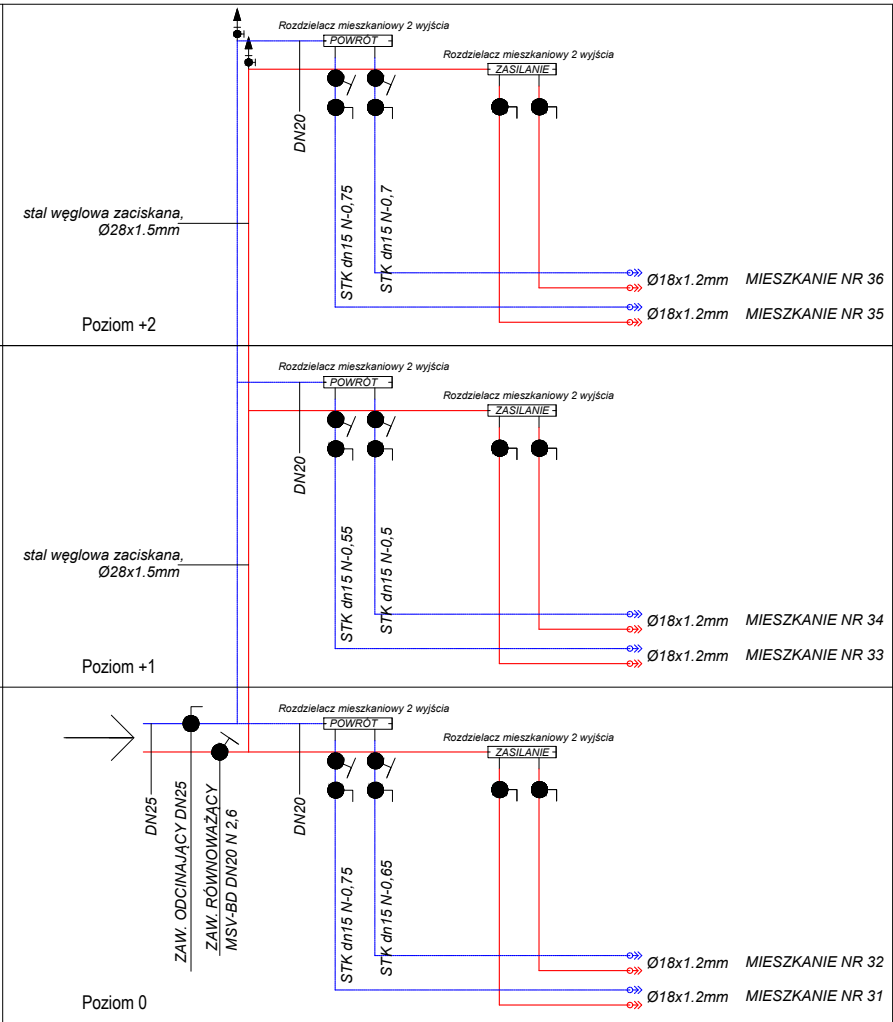 Rozdzielacz mieszkaniowy 2 wyjścia
POWRÓT
Rozdzielacz mieszkaniowy 2 wyjścia
ZASILANIE
DN20
STK dn15 N-0,75
STK dn15 N-0,7
stal węglowa zaciskana,
Ø28x1.5mm
Ø18x1.2mm MIESZKANIE NR 36
Ø18x1.2mm MIESZKANIE NR 35
Poziom +2
Rozdzielacz mieszkaniowy 2 wyjścia
POWRÓT
Rozdzielacz mieszkaniowy 2 wyjścia
ZASILANIE
DN20
STK dn15 N-0,55
STK dn15 N-0,5
stal węglowa zaciskana,
Ø28x1.5mm
Ø18x1.2mm MIESZKANIE NR 34
Ø18x1.2mm MIESZKANIE NR 33
Poziom +1
Rozdzielacz mieszkaniowy 2 wyjścia
POWRÓT
Rozdzielacz mieszkaniowy 2 wyjścia
ZASILANIE
DN25
ZAW. ODCINAJĄCY DN25
ZAW. RÓWNOWAŻĄCY
MSV-BD DN20 N 2,6
DN20
STK dn15 N-0,75
STK dn15 N-0,65
Ø18x1.2mm MIESZKANIE NR 32
Ø18x1.2mm MIESZKANIE NR 31
Poziom 0